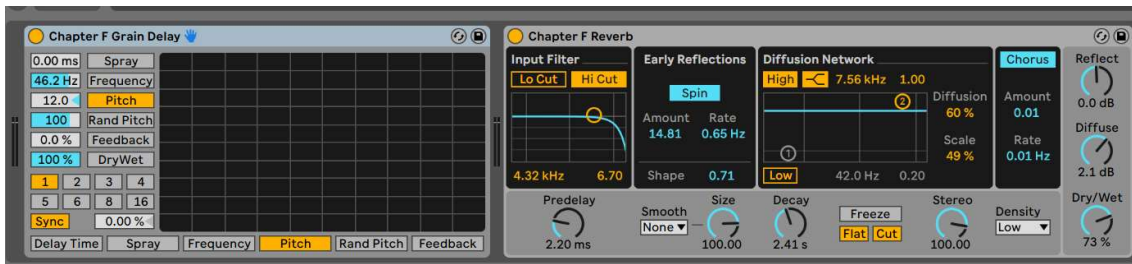 Chapter F Grain Delay
0.00 ms Spray
46.2 Hz Frequency
12.0 Pitch
100 Rand Pitch
0.0 % Feedback
100 % DryWet
1 2 3 4
5 6 8 16
Sync 0.00 %
Delay Time Spray Frequency Pitch Rand Pitch Feedback
Chapter F Reverb
Input Filter
Lo Cut Hi Cut
4.32 kHz 6.70
Early Reflections
Spin
Amount Rate
14.81 0.65 Hz
Shape 0.71
Diffusion Network
High 7.56 kHz 1.00
2
1
Low 42.0 Hz 0.20
Diffusion
60 %
Scale
49 %
Chorus
Amount
0.01
Rate
0.01 Hz
Reflect
0.0 dB
Diffuse
2.1 dB
Dry/Wet
73 %
Predelay
2.20 ms
Smooth
None
Size
100.00
Decay
2.41 s
Freeze
Flat Cut
Stereo
100.00
Density
Low